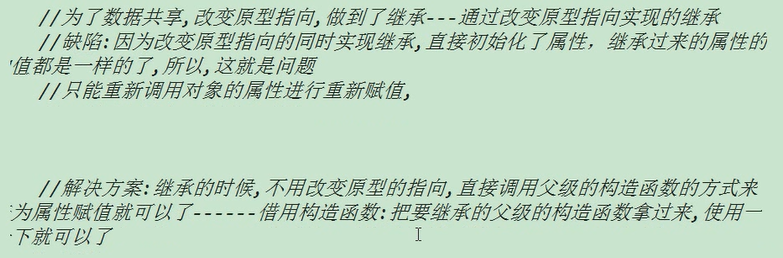 //为了数据共享,改变原型指向,做到了继承---通过改变原型指向实现的继承
//缺陷:因为改变原型指向的同时实现继承,直接初始化了属性，继承过来的属性的
值都是一样的了,所以,这就是问题
//只能重新调用对象的属性进行重新赋值,
//解决方案:继承的时候,不用改变原型的指向,直接调用父级的构造函数的方式来
为属性赋值就可以了------借用构造函数:把要继承的父级的构造函数拿过来,使用一
下就可以了